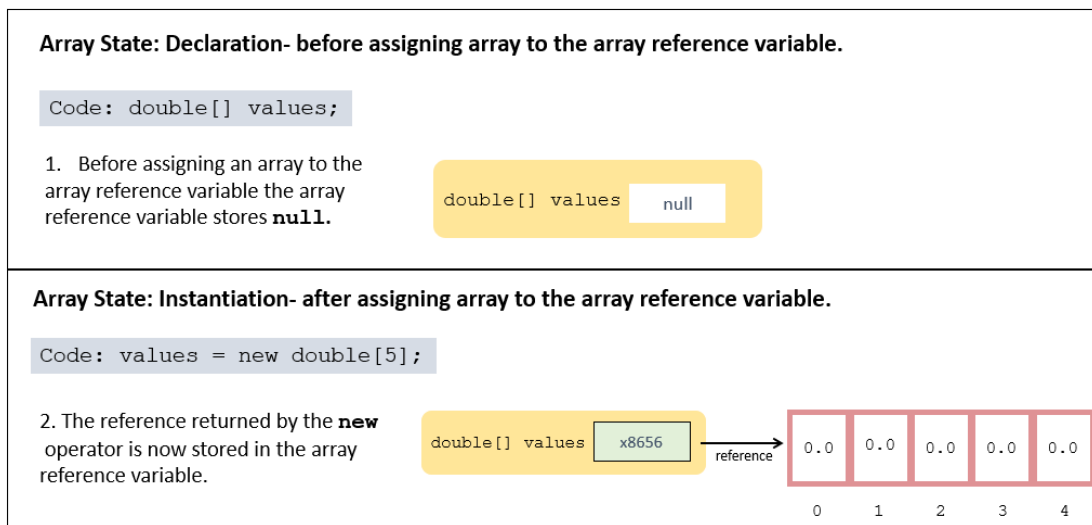 Array State: Declaration- before assigning array to the array reference variable.
Code: double[] values;
1. Before assigning an array to the
array reference variable the array
reference variable stores null.
double[] values null
Array State: Instantiation- after assigning array to the array reference variable.
Code: values = new double[5];
2. The reference returned by the new
operator is now stored in the array
reference variable.
double[] values x8656
reference
0.0 0.0 0.0 0.0 0.0
0 1 2 3 4